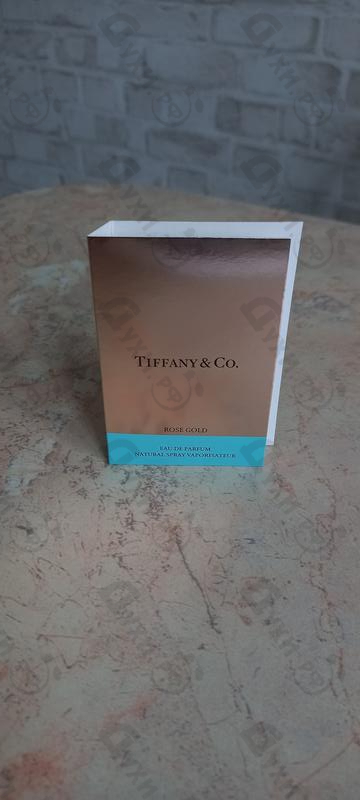 TIFFANY & CO.
ROSE GOLD
EAU DE PARFUM
NATURAL SPRAY VAPORISATEUR